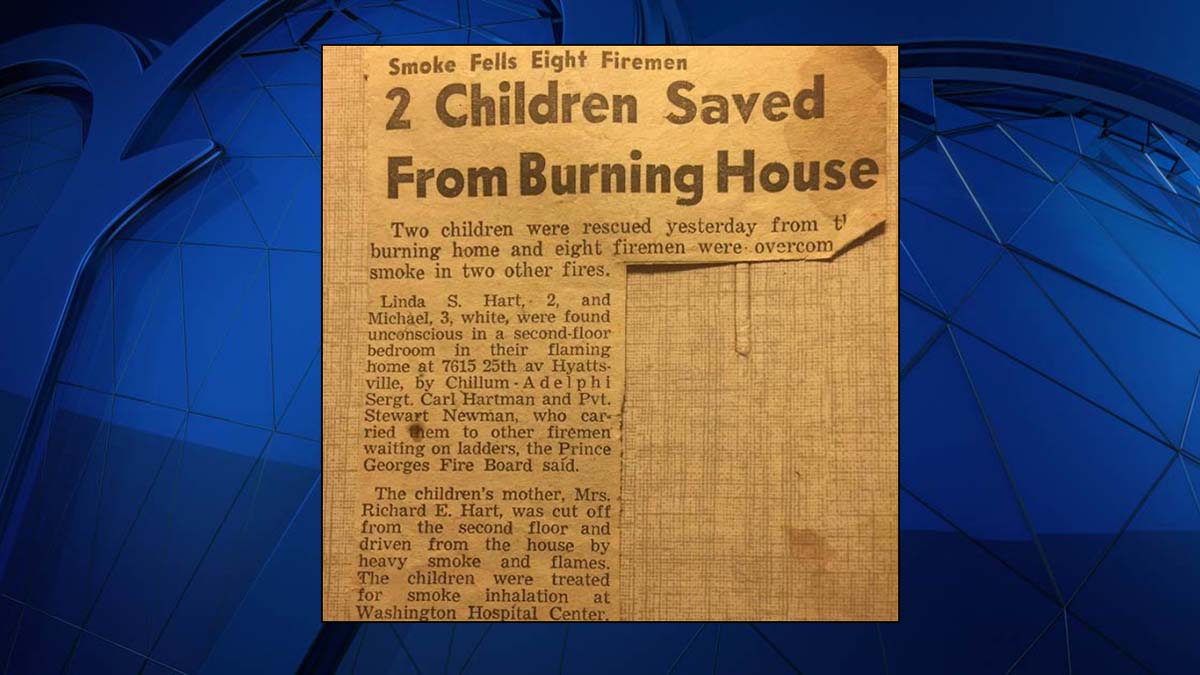 Smoke Fells Eight Firemen
2 Children Saved
From Burning House
Two children were rescued yesterday from
burning home and eight firemen were overcom
smoke in two other fires.
Linda S. Hart, 2, and
Michael, 3, white, were found
unconscious in a second-floor
bedroom in their flaming
home at 7615 25th av Hyatts-
ville, by Chillum-Adelphi
Sergt. Carl Hartman and Pvt.
Stewart Newman, who car-
ried them to other firemen
waiting on ladders, the Prince
Georges Fire Board said.
The children's mother, Mrs.
Richard E. Hart, was cut off
from the second floor and
driven from the house by
heavy smoke and flames.
The children were treated
for smoke inhalation at
Washington Hospital Center.